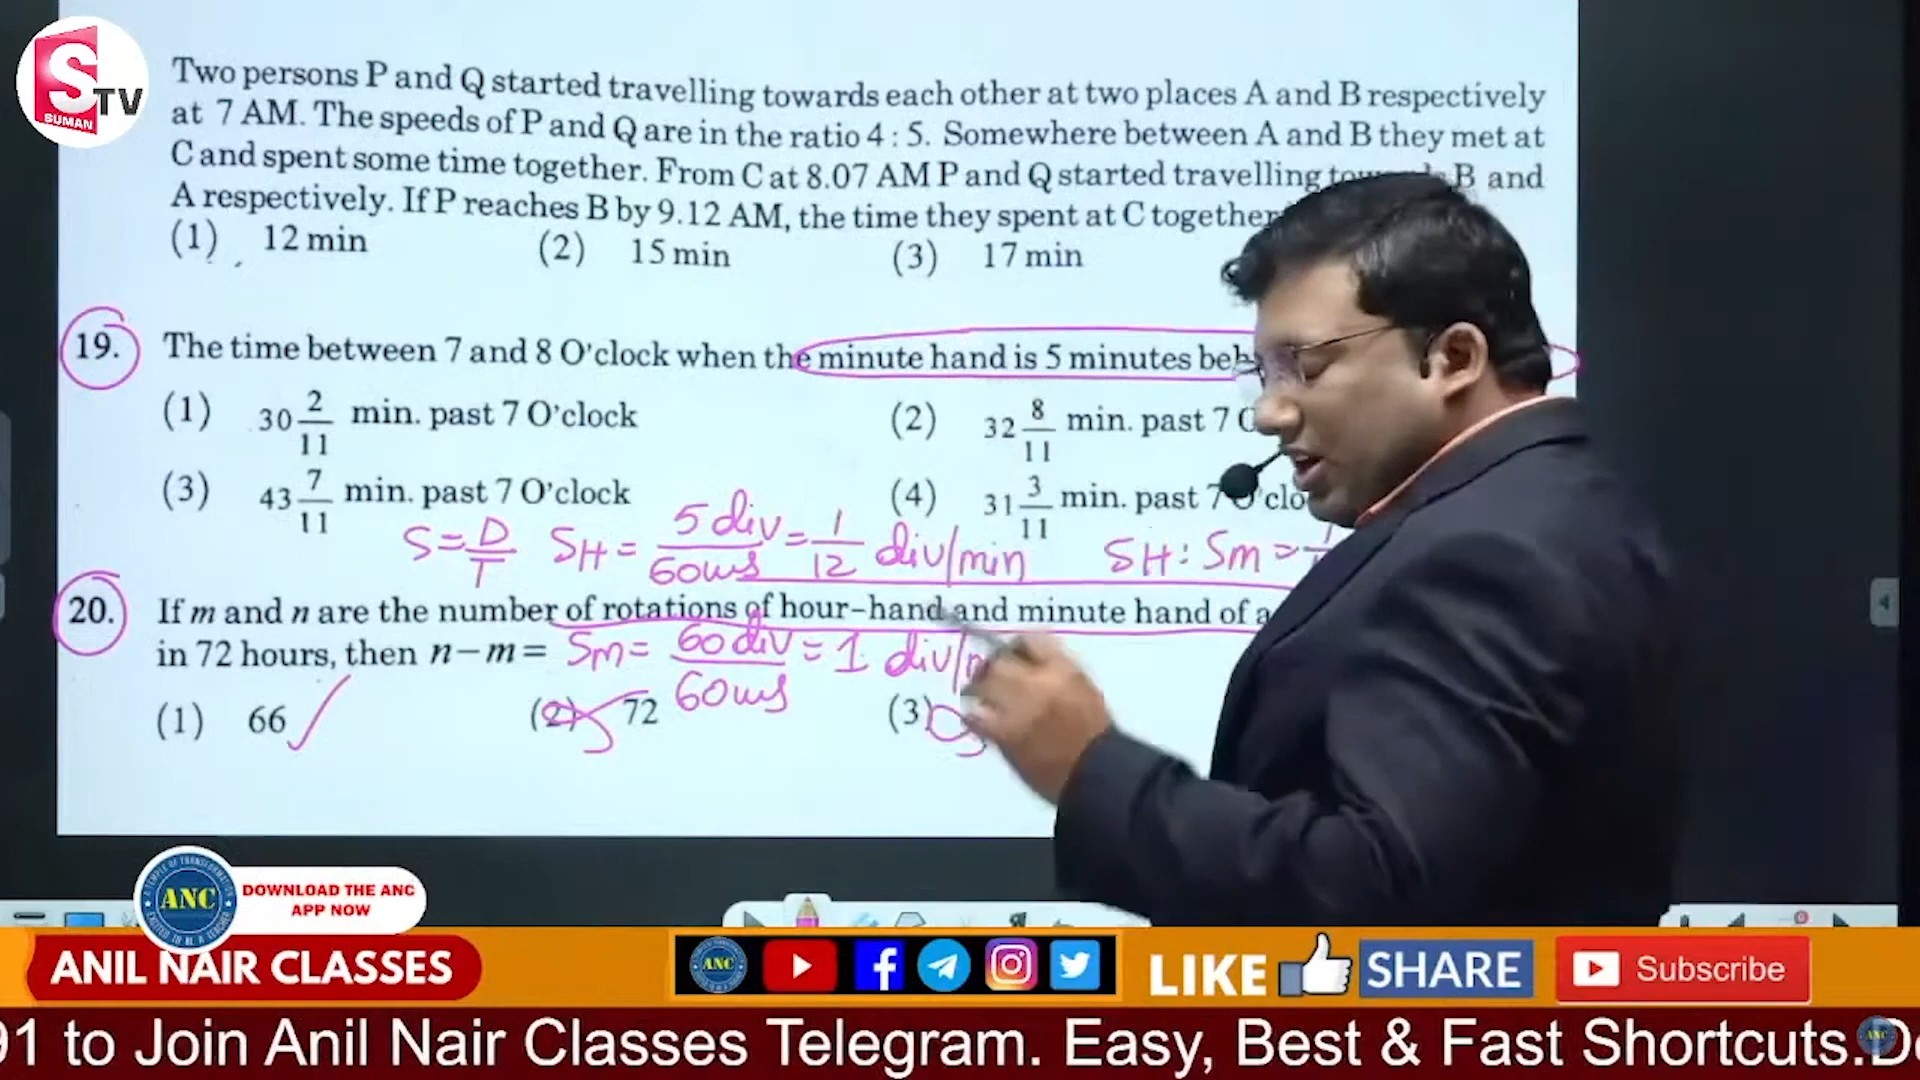 S
TV
SUMAN
Two persons P and Q started travelling towards each other at two places A and B respectively
at 7 AM. The speeds of P and Q are in the ratio 4 : 5. Somewhere between A and B they met at
C and spent some time together. From C at 8.07 AM P and Q started travelling B and
A respectively. If P reaches B by 9.12 AM, the time they spent at C together
(1) 12 min (2) 15 min (3) 17 min
19. The time between 7 and 8 O'clock when the minute hand is 5 minutes
(1) 30 2/11 min. past 7 O'clock (2) 32 8/11 min. past 7
(3) 43 7/11 min. past 7 O'clock (4) 31 3/11 min. past 7
S = D/T SH = 5 div/60ms = 1/12 div/min SH : Sm =
20. If m and n are the number of rotations of hour-hand and minute hand of a
in 72 hours, then n – m =
Sm = 60 div/60ms = 1
(1) 66 (2) 72 (3)
ANC
DOWNLOAD THE ANC
APP NOW
ANIL NAIR CLASSES
ANC
LIKE SHARE Subscribe
91 to Join Anil Nair Classes Telegram. Easy, Best & Fast Shortcuts.